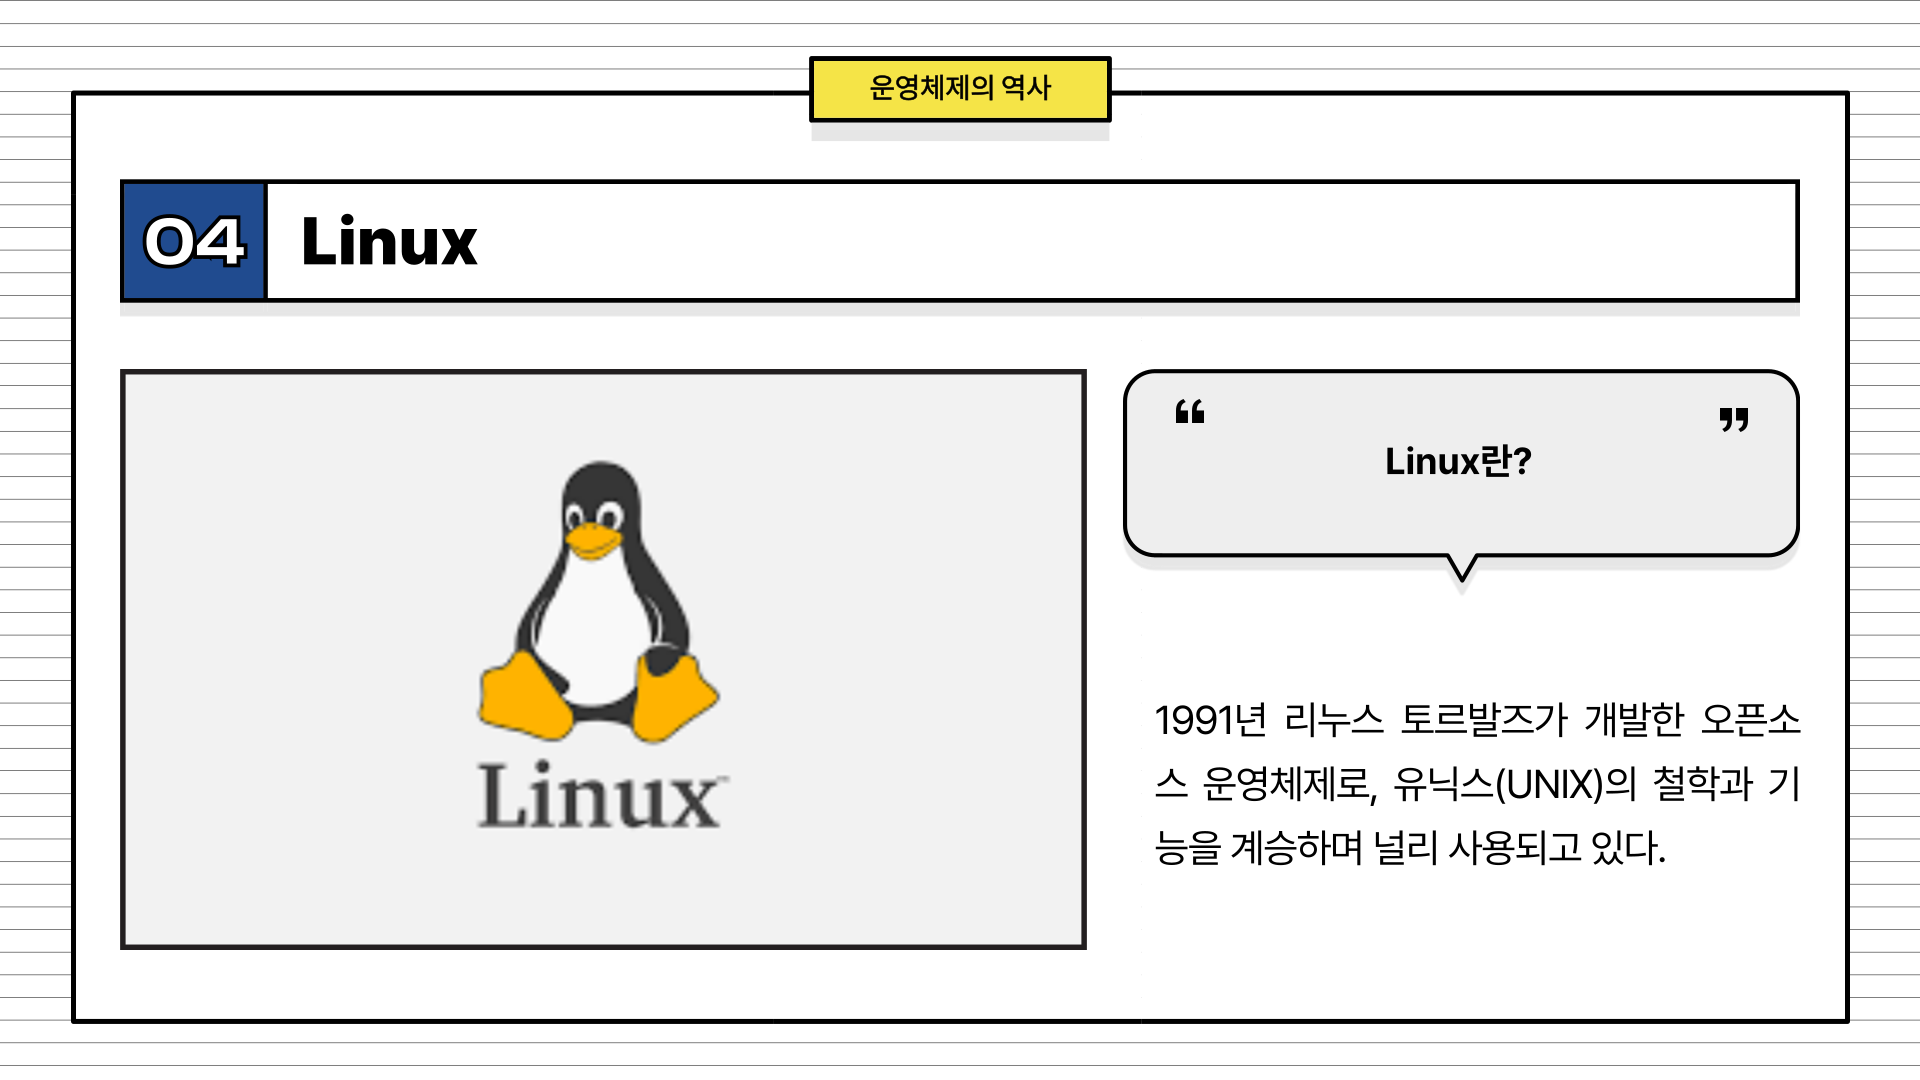 운영체제의 역사
04
Linux
Linux™
“ ”
Linux란?
1991년 리누스 토르발즈가 개발한 오픈소
스 운영체제로, 유닉스(UNIX)의 철학과 기
능을 계승하며 널리 사용되고 있다.